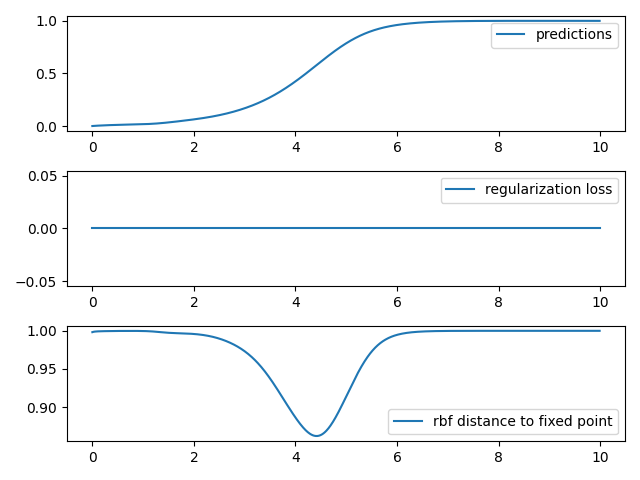 1.0
predictions
0.5
0.0
0 2 4 6 8 10
0.05
regularization loss
0.00
−0.05
0 2 4 6 8 10
1.00
0.95
0.90
rbf distance to fixed point
0 2 4 6 8 10